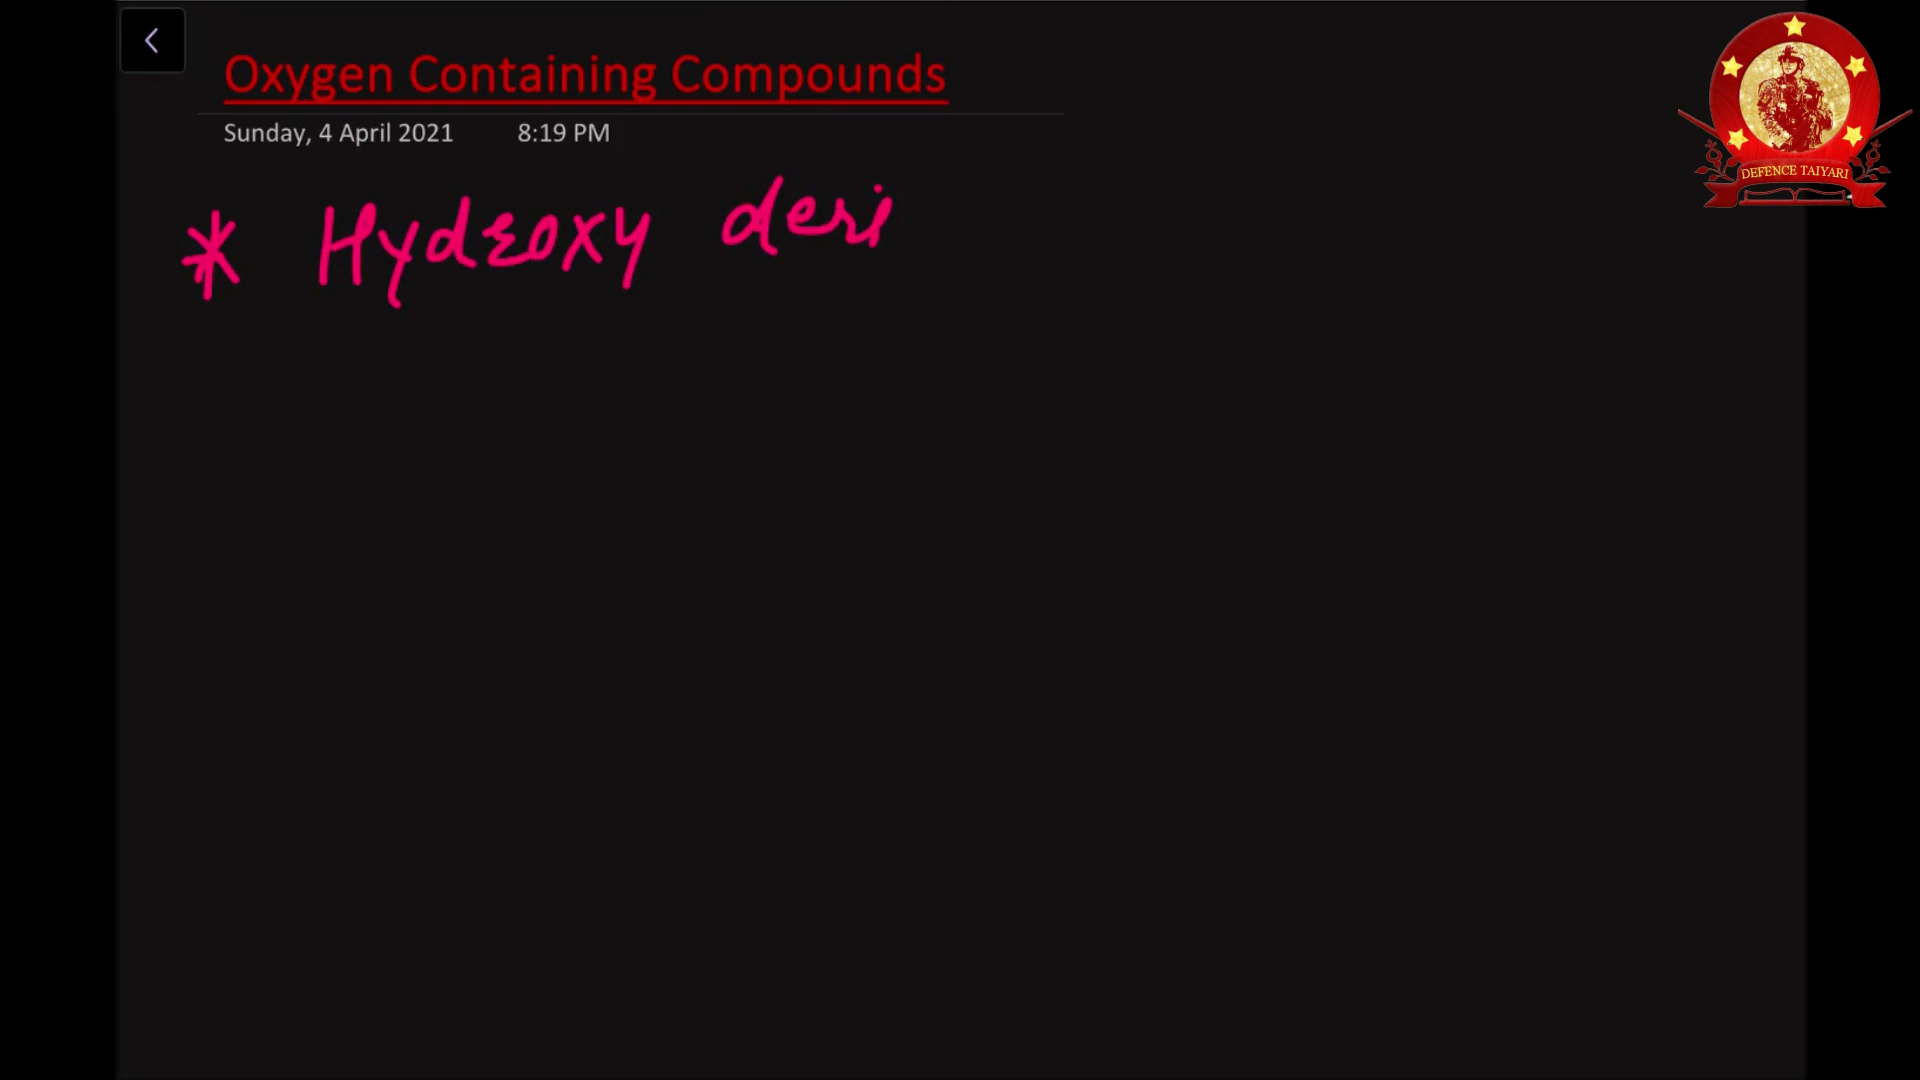 Oxygen Containing Compounds
Sunday, 4 April 2021 8:19 PM
* Hydroxy deri
DEFENCE TAIYARI